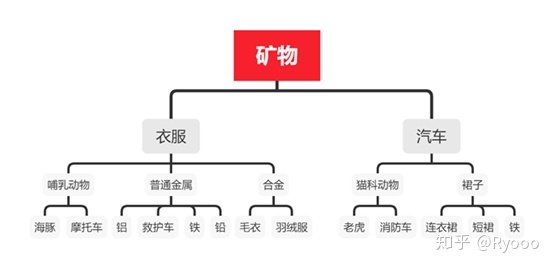 矿物
衣服 汽车
哺乳动物 普通金属 合金 猫科动物 裙子
海豚 摩托车 铝 救护车 铁 铅 毛衣 羽绒服 老虎 消防车 连衣裙 短裙 铁
知乎 @Ryooo